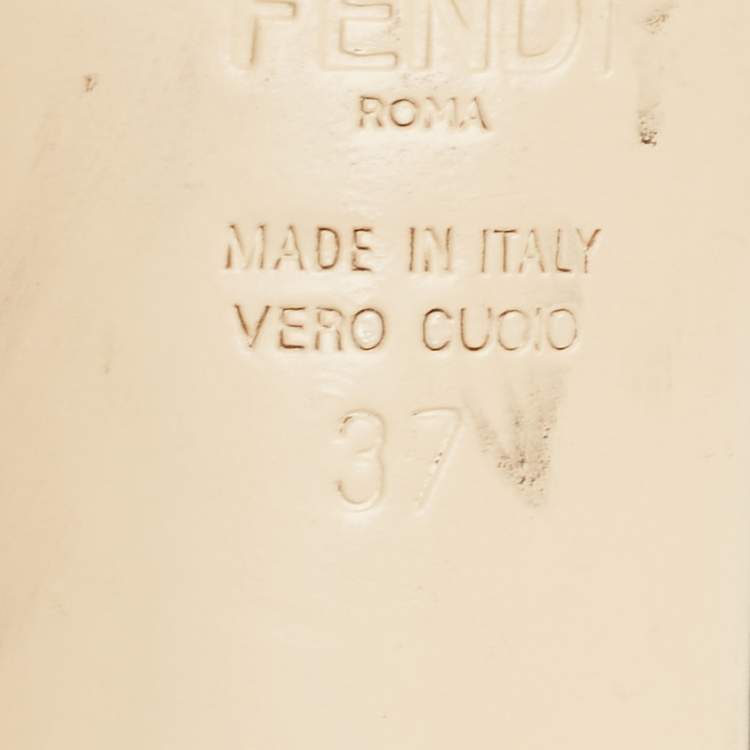 FENDI
ROMA
MADE IN ITALY
VERO CUOIO
37